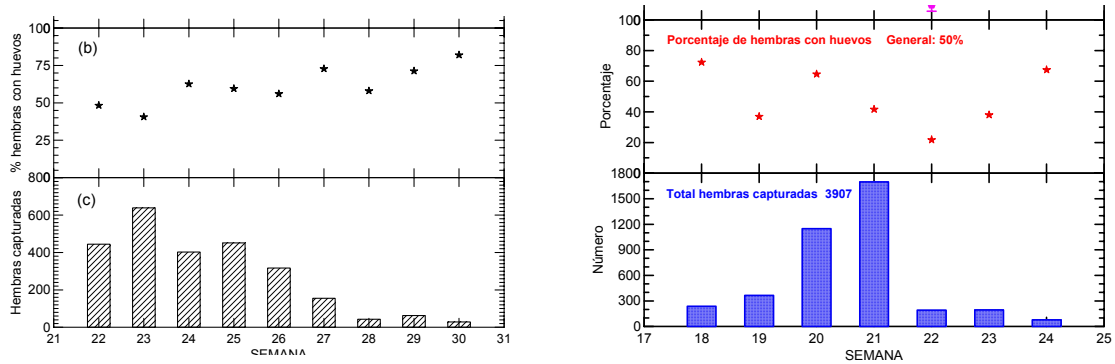 100
(b)
75
50
25
0
% hembras con huevos
800
(c)
600
400
200
0
Hembras capturadas
21 22 23 24 25 26 27 28 29 30 31
SEMANA
100
Porcentaje de hembras con huevos General: 50%
80
60
40
20
Porcentaje
1800
Total hembras capturadas 3907
1500
1200
900
600
300
0
Número
17 18 19 20 21 22 23 24 25
SEMANA